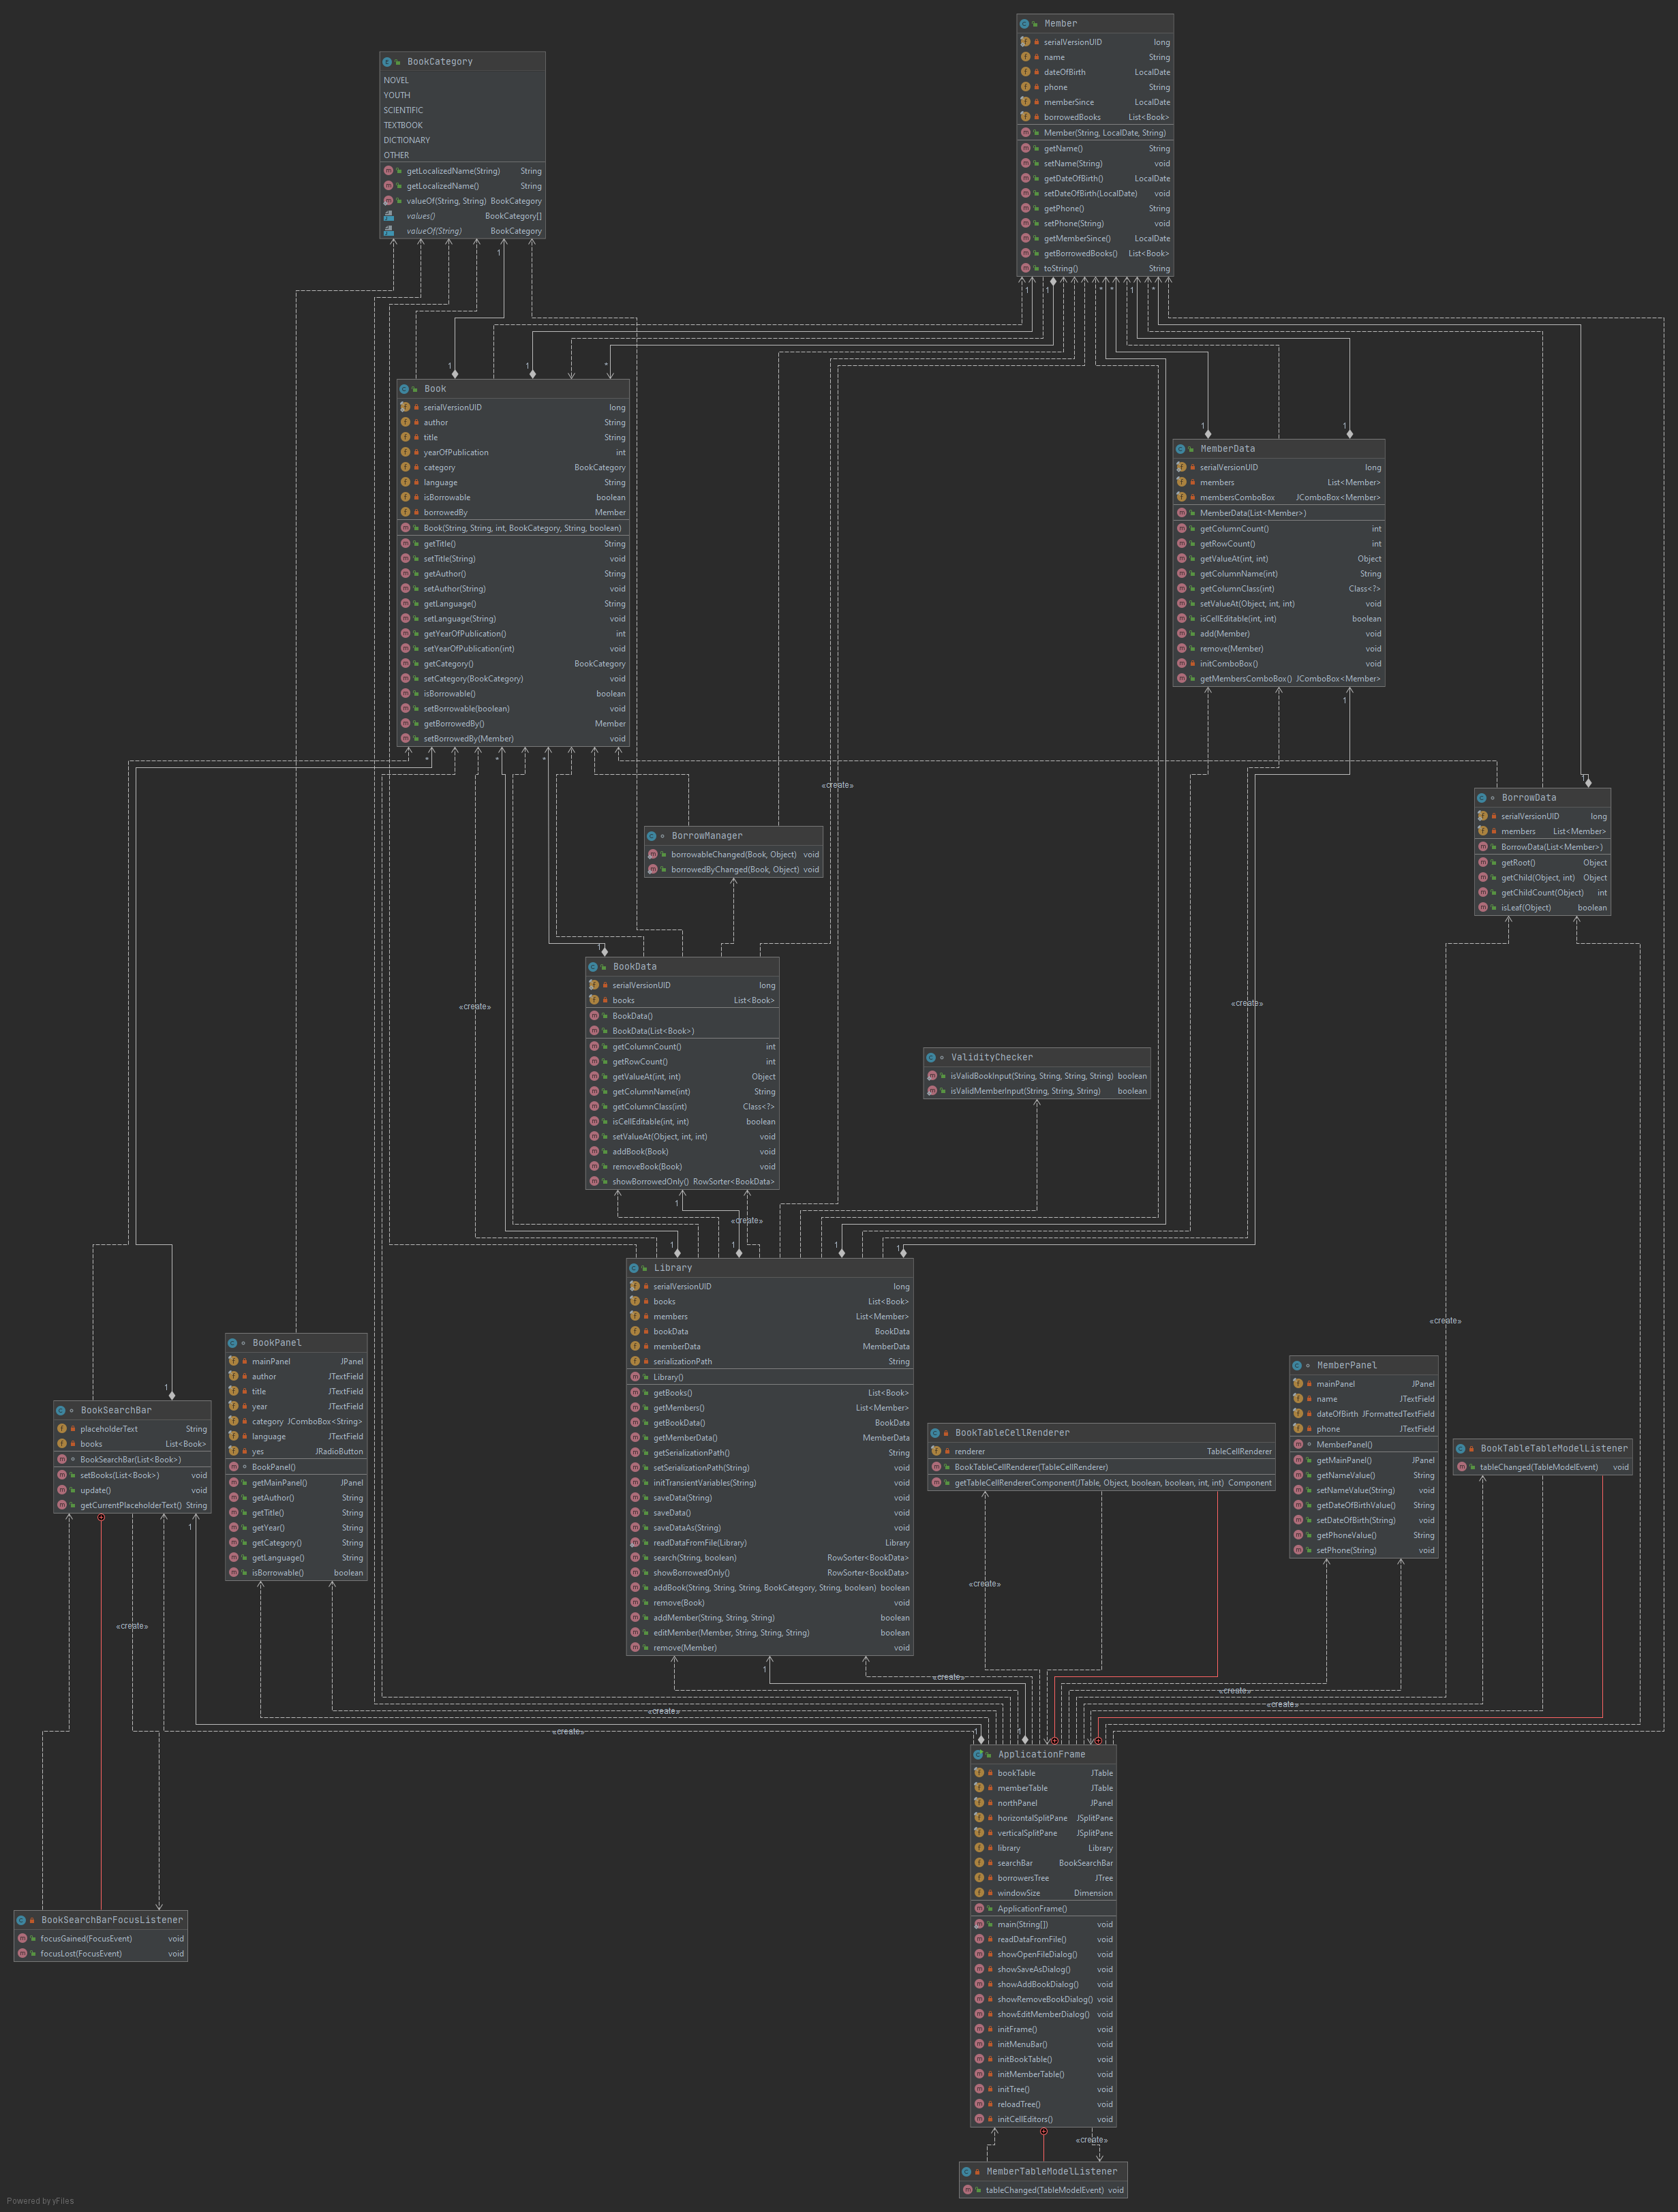 Member
serialVersionUID long
name String
dateOfBirth LocalDate
phone String
memberSince LocalDate
borrowedBooks List<Book>
Member(String, LocalDate, String)
getName() String
setName(String) void
getDateOfBirth() LocalDate
setDateOfBirth(LocalDate) void
getPhone() String
setPhone(String) void
getMemberSince() LocalDate
getBorrowedBooks() List<Book>
toString() String
BookCategory
NOVEL
YOUTH
SCIENTIFIC
TEXTBOOK
DICTIONARY
OTHER
getLocalizedName(String) String
getLocalizedName() String
valueOf(String, String) BookCategory
values() BookCategory[]
valueOf(String) BookCategory
1
1
1
*
*
1
*
1
1
*
1
1
Book
serialVersionUID long
author String
title String
yearOfPublication int
category BookCategory
language String
isBorrowable boolean
borrowedBy Member
Book(String, String, int, BookCategory, String, boolean)
getTitle() String
setTitle(String) void
getAuthor() String
setAuthor(String) void
getLanguage() String
setLanguage(String) void
getYearOfPublication() int
setYearOfPublication(int) void
getCategory() BookCategory
setCategory(BookCategory) void
isBorrowable() boolean
setBorrowable(boolean) void
getBorrowedBy() Member
setBorrowedBy(Member) void
MemberData
serialVersionUID long
members List<Member>
membersComboBox JComboBox<Member>
MemberData(List<Member>)
getColumnCount() int
getRowCount() int
getValueAt(int, int) Object
getColumnName(int) String
getColumnClass(int) Class<?>
setValueAt(Object, int, int) void
isCellEditable(int, int) boolean
add(Member) void
remove(Member) void
initComboBox() void
getMembersComboBox() JComboBox<Member>
1
*
*
*
1
«create»
BorrowData
serialVersionUID long
members List<Member>
BorrowData(List<Member>)
getRoot() Object
getChild(Object, int) Object
getChildCount(Object) int
isLeaf(Object) boolean
BorrowManager
borrowableChanged(Book, Object) void
borrowedByChanged(Book, Object) void
1
BookData
serialVersionUID long
books List<Book>
BookData()
BookData(List<Book>)
getColumnCount() int
getRowCount() int
getValueAt(int, int) Object
getColumnName(int) String
getColumnClass(int) Class<?>
isCellEditable(int, int) boolean
setValueAt(Object, int, int) void
addBook(Book) void
removeBook(Book) void
showBorrowedOnly() RowSorter<BookData>
«create»
«create»
ValidityChecker
isValidBookInput(String, String, String, String) boolean
isValidMemberInput(String, String, String) boolean
1
«create»
1
1
1
1
Library
serialVersionUID long
books List<Book>
members List<Member>
bookData BookData
memberData MemberData
serializationPath String
Library()
getBooks() List<Book>
getMembers() List<Member>
getBookData() BookData
getMemberData() MemberData
getSerializationPath() String
setSerializationPath(String) void
initTransientVariables(String) void
saveData(String) void
saveData() void
saveDataAs(String) void
readDataFromFile(Library) Library
search(String, boolean) RowSorter<BookData>
showBorrowedOnly() RowSorter<BookData>
addBook(String, String, String, BookCategory, String, boolean) boolean
remove(Book) void
addMember(String, String, String) boolean
editMember(Member, String, String, String) boolean
remove(Member) void
«create»
BookPanel
mainPanel JPanel
author JTextField
title JTextField
year JTextField
category JComboBox<String>
language JTextField
yes JRadioButton
BookPanel()
getMainPanel() JPanel
getAuthor() String
getTitle() String
getYear() String
getCategory() String
getLanguage() String
isBorrowable() boolean
MemberPanel
mainPanel JPanel
name JTextField
dateOfBirth JFormattedTextField
phone JTextField
MemberPanel()
getMainPanel() JPanel
getNameValue() String
setNameValue(String) void
getDateOfBirthValue() String
setDateOfBirth(String) void
getPhoneValue() String
setPhone(String) void
1
BookSearchBar
placeholderText String
books List<Book>
BookSearchBar(List<Book>)
setBooks(List<Book>) void
update() void
getCurrentPlaceholderText() String
BookTableCellRenderer
renderer TableCellRenderer
BookTableCellRenderer(TableCellRenderer)
getTableCellRendererComponent(JTable, Object, boolean, boolean, int, int) Component
BookTableTableModelListener
tableChanged(TableModelEvent) void
1
«create»
«create»
1
«create»
«create»
«create»
«create»
«create»
1
1
ApplicationFrame
bookTable JTable
memberTable JTable
northPanel JPanel
horizontalSplitPane JSplitPane
verticalSplitPane JSplitPane
library Library
searchBar BookSearchBar
borrowersTree JTree
windowSize Dimension
ApplicationFrame()
main(String[]) void
readDataFromFile() void
showOpenFileDialog() void
showSaveAsDialog() void
showAddBookDialog() void
showRemoveBookDialog() void
showEditMemberDialog() void
initFrame() void
initMenuBar() void
initBookTable() void
initMemberTable() void
initTree() void
reloadTree() void
initCellEditors() void
BookSearchBarFocusListener
focusGained(FocusEvent) void
focusLost(FocusEvent) void
«create»
MemberTableModelListener
tableChanged(TableModelEvent) void
Powered by yFiles